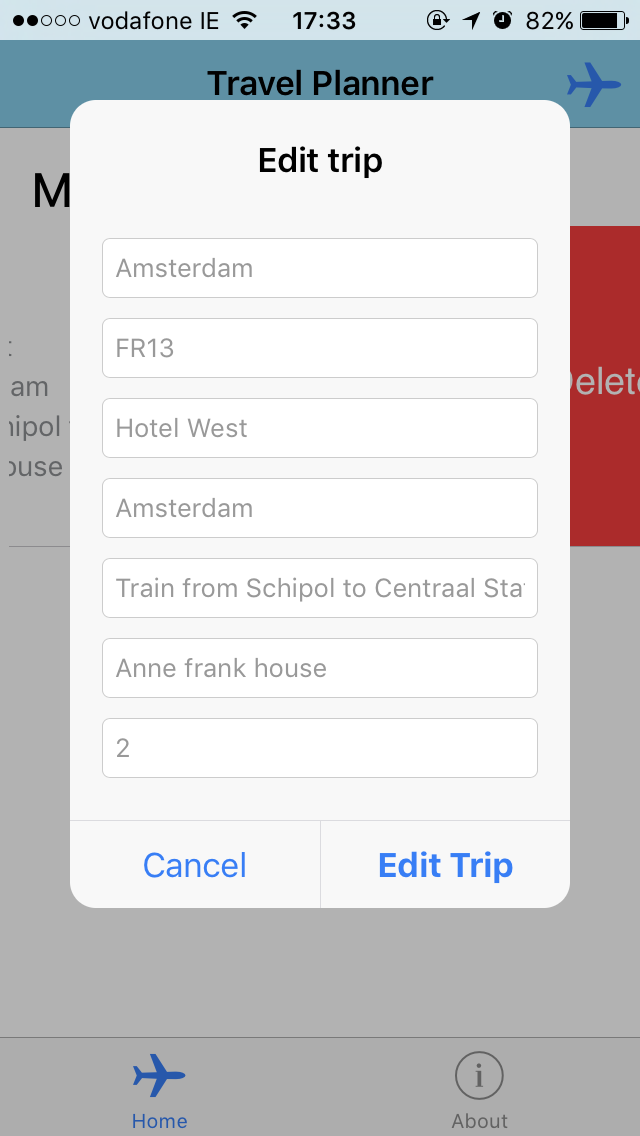 vodafone IE 17:33 82%
Travel Planner
M
Edit trip
Amsterdam
FR13
Hotel West
Amsterdam
Train from Schipol to Centraal Sta
Anne frank house
2
am
hipol
ouse
Delete
Cancel Edit Trip
Home About